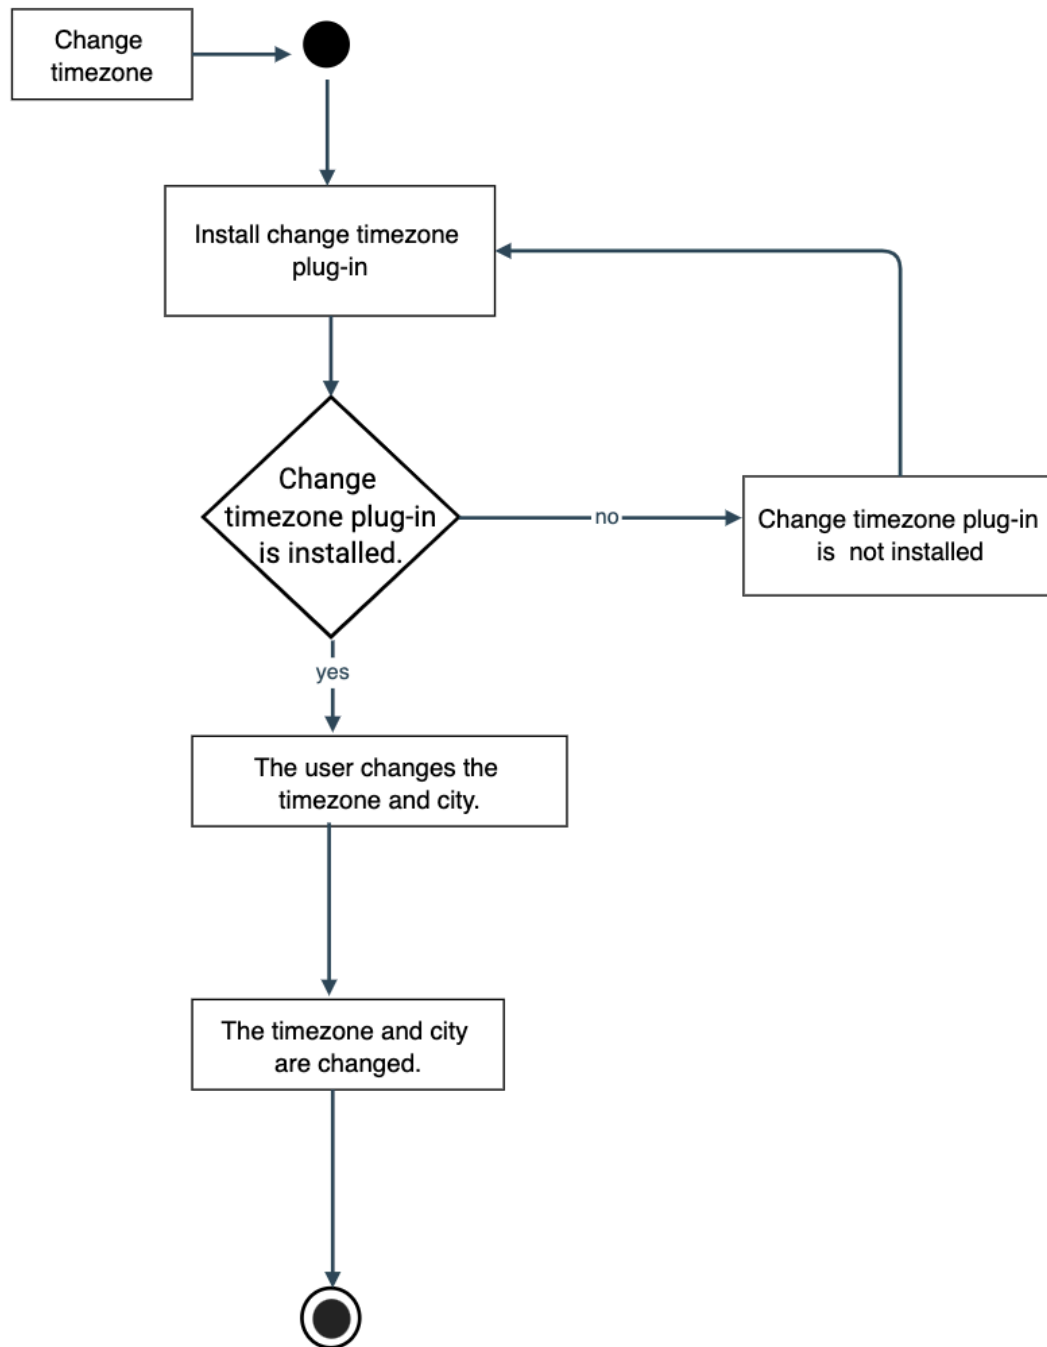 Change
timezone
Install change timezone
plug-in
Change
timezone plug-in
is installed.
no
Change timezone plug-in
is  not installed
yes
The user changes the
timezone and city.
The timezone and city
are changed.